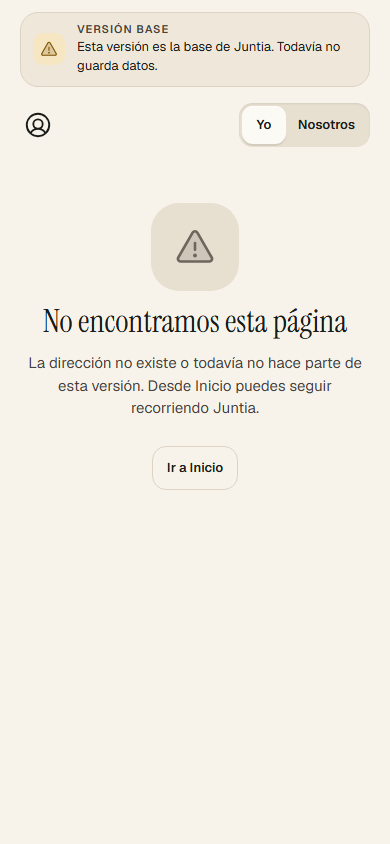 VERSIÓN BASE
Esta versión es la base de Juntia. Todavía no
guarda datos.
Yo
Nosotros
No encontramos esta página
La dirección no existe o todavía no hace parte de
esta versión. Desde Inicio puedes seguir
recorriendo Juntia.
Ir a Inicio